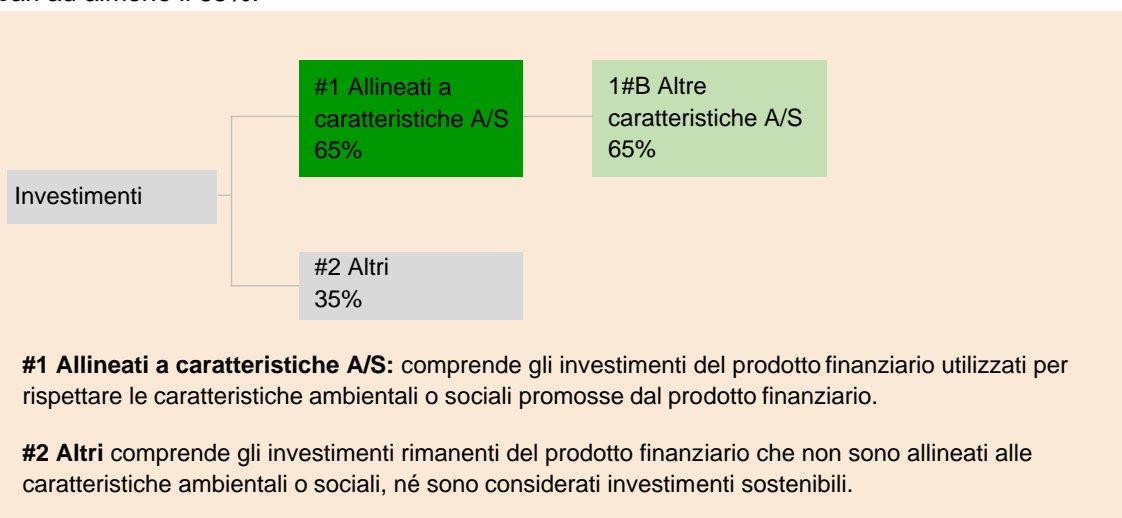 #1 Allineati a
caratteristiche A/S
65%
1#B Altre
caratteristiche A/S
65%
Investimenti
#2 Altri
35%
#1 Allineati a caratteristiche A/S: comprende gli investimenti del prodotto finanziario utilizzati per
rispettare le caratteristiche ambientali o sociali promosse dal prodotto finanziario.
#2 Altri comprende gli investimenti rimanenti del prodotto finanziario che non sono allineati alle
caratteristiche ambientali o sociali, né sono considerati investimenti sostenibili.